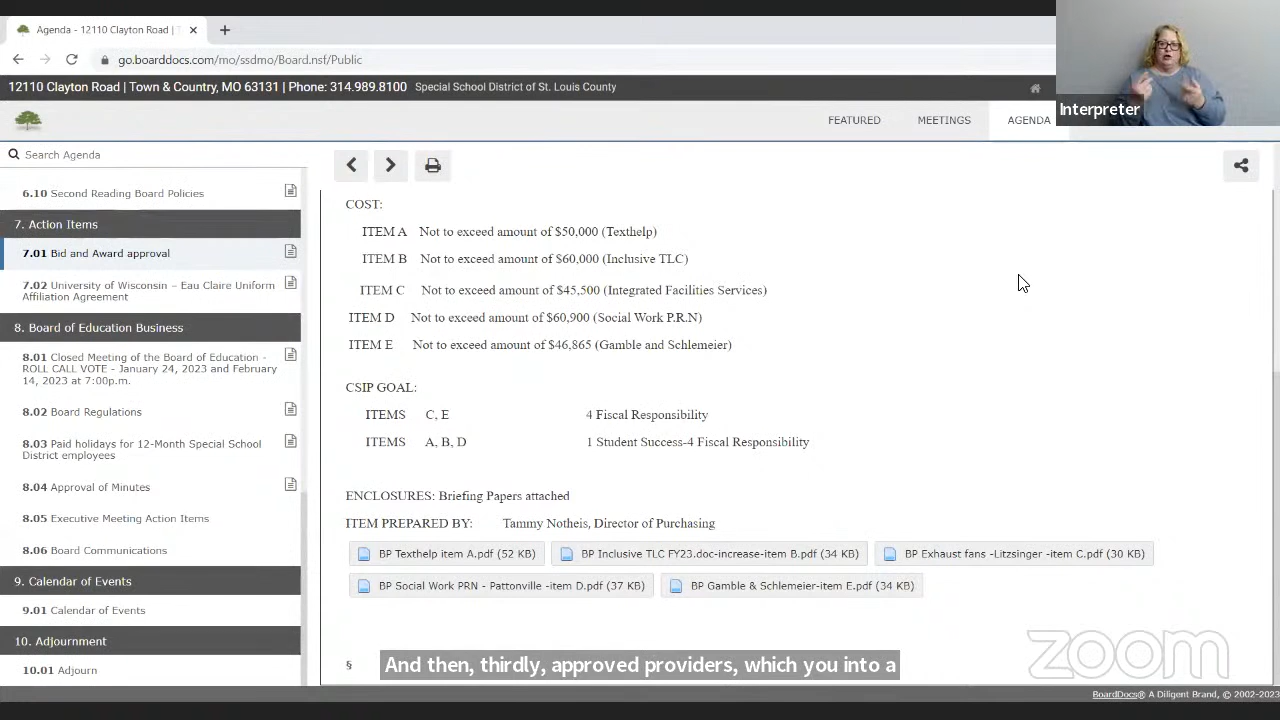 Agenda - 12110 Clayton Road |
go.boarddocs.com/mo/ssdmo/Board.nsf/Public
12110 Clayton Road | Town & Country, MO 63131 | Phone: 314.989.8100 Special School District of St. Louis County
Interpreter
FEATURED MEETINGS AGENDA
Search Agenda
6.10 Second Reading Board Policies
7. Action Items
7.01 Bid and Award approval
7.02 University of Wisconsin – Eau Claire Uniform
Affiliation Agreement
8. Board of Education Business
8.01 Closed Meeting of the Board of Education -
ROLL CALL VOTE - January 24, 2023 and February
14, 2023 at 7:00p.m.
8.02 Board Regulations
8.03 Paid holidays for 12-Month Special School
District employees
8.04 Approval of Minutes
8.05 Executive Meeting Action Items
8.06 Board Communications
9. Calendar of Events
9.01 Calendar of Events
10. Adjournment
10.01 Adjourn
COST:
ITEM A Not to exceed amount of $50,000 (Texthelp)
ITEM B Not to exceed amount of $60,000 (Inclusive TLC)
ITEM C Not to exceed amount of $45,500 (Integrated Facilities Services)
ITEM D Not to exceed amount of $60,900 (Social Work P.R.N)
ITEM E Not to exceed amount of $46,865 (Gamble and Schlemeier)
CSIP GOAL:
ITEMS C, E 4 Fiscal Responsibility
ITEMS A, B, D 1 Student Success-4 Fiscal Responsibility
ENCLOSURES: Briefing Papers attached
ITEM PREPARED BY: Tammy Notheis, Director of Purchasing
BP Texthelp item A.pdf (52 KB) BP Inclusive TLC FY23.doc-increase-item B.pdf (34 KB) BP Exhaust fans -Litzsinger -item C.pdf (30 KB)
BP Social Work PRN - Pattonville -item D.pdf (37 KB) BP Gamble & Schlemeier-item E.pdf (34 KB)
§
And then, thirdly, approved providers, which you into a
zoom
BoardDocs® A Diligent Brand, © 2002-2023